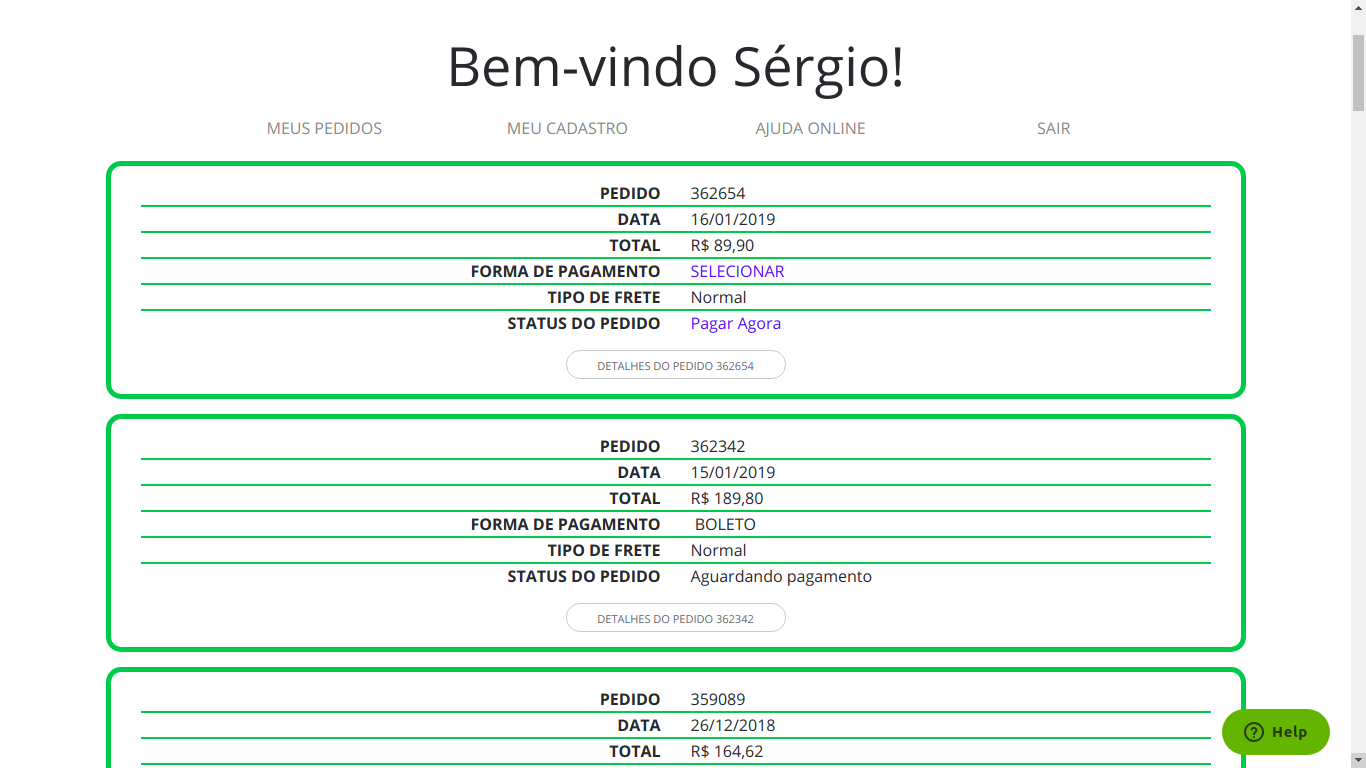 Bem-vindo Sérgio!
MEUS PEDIDOS MEU CADASTRO AJUDA ONLINE SAIR
PEDIDO 362654
DATA 16/01/2019
TOTAL R$ 89,90
FORMA DE PAGAMENTO SELECIONAR
TIPO DE FRETE Normal
STATUS DO PEDIDO Pagar Agora
DETALHES DO PEDIDO 362654
PEDIDO 362342
DATA 15/01/2019
TOTAL R$ 189,80
FORMA DE PAGAMENTO BOLETO
TIPO DE FRETE Normal
STATUS DO PEDIDO Aguardando pagamento
DETALHES DO PEDIDO 362342
PEDIDO 359089
DATA 26/12/2018
TOTAL R$ 164,62
Help